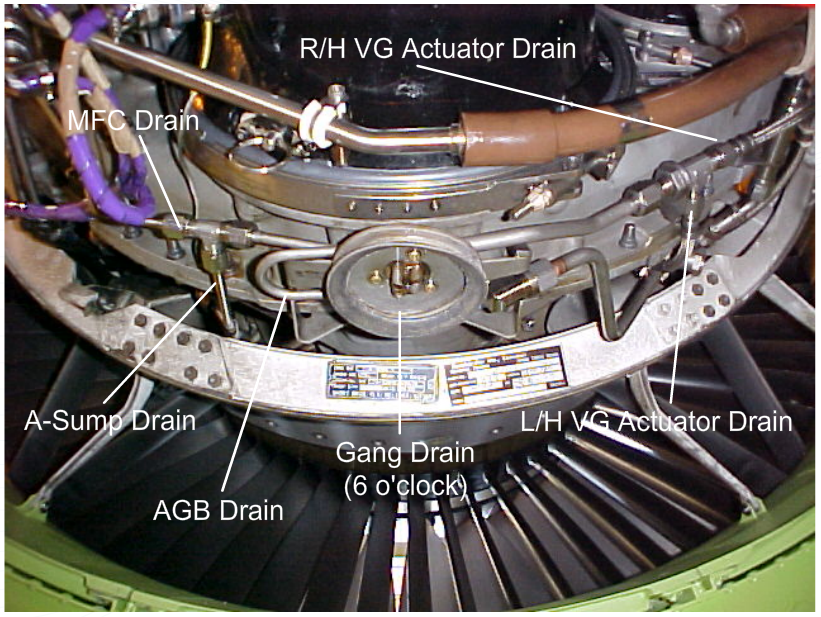 R/H VG Actuator Drain
MFC Drain
A-Sump Drain
L/H VG Actuator Drain
Gang Drain
(6 o'clock)
AGB Drain